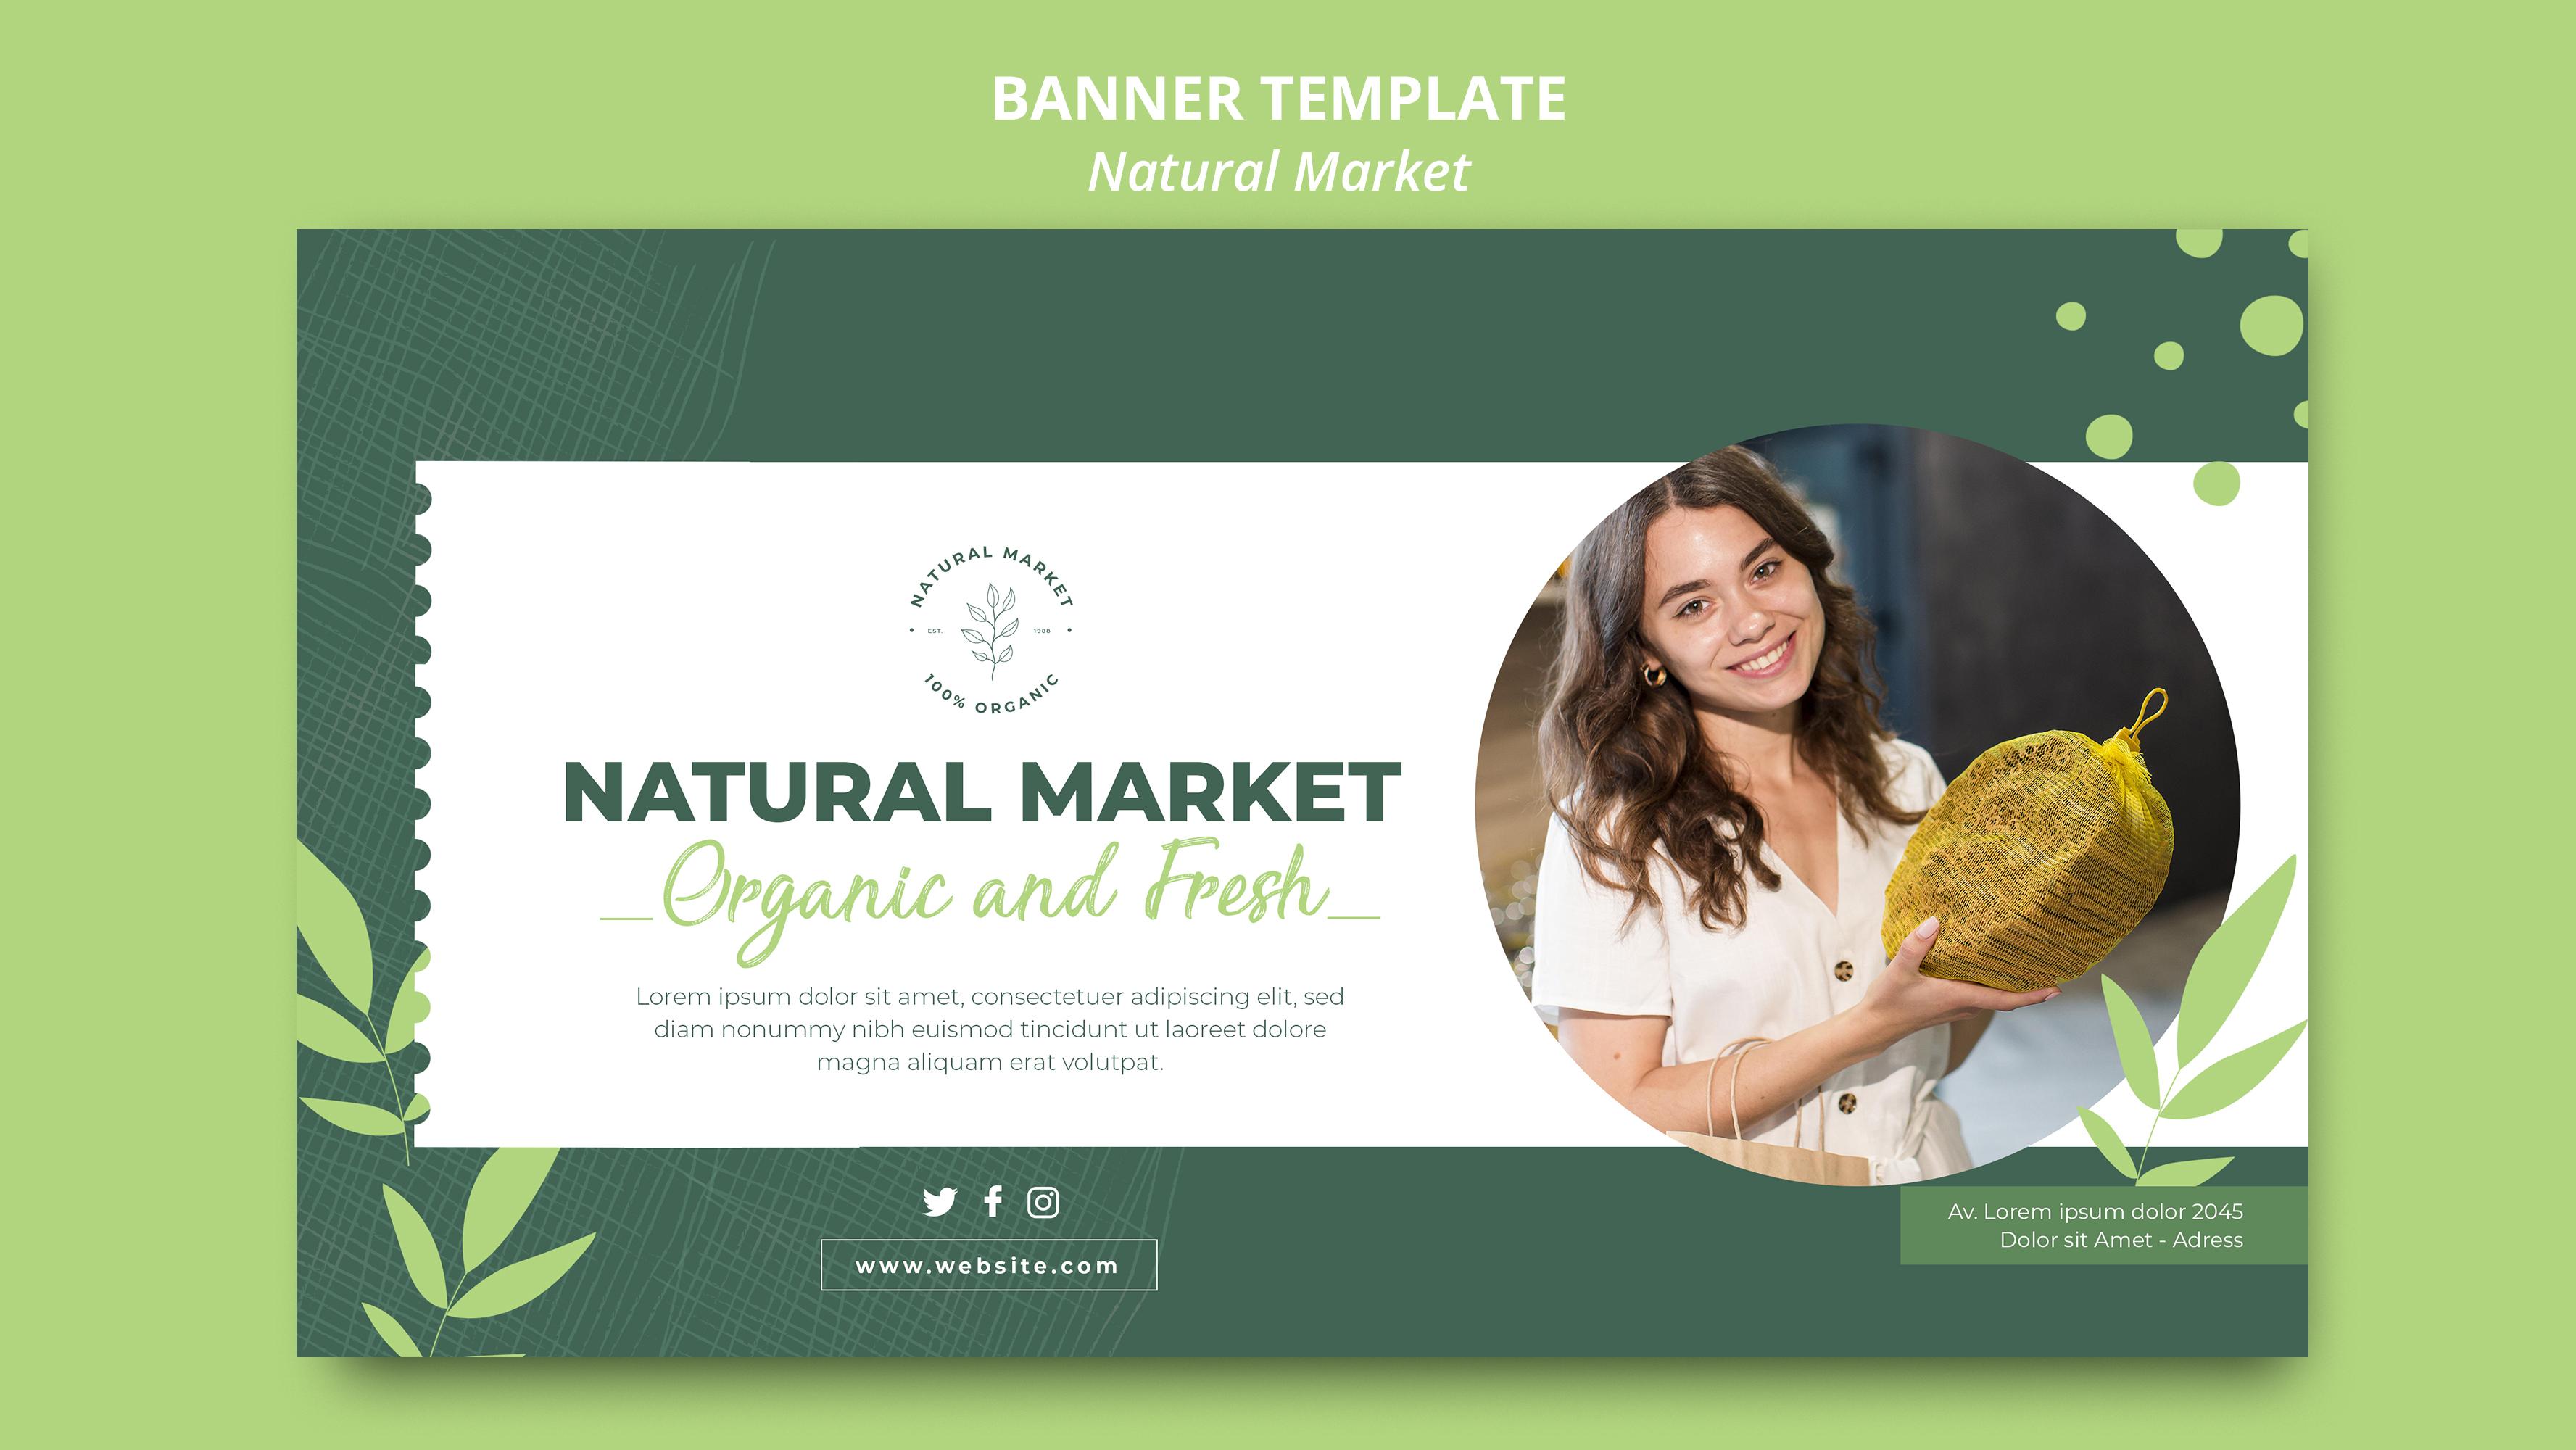 BANNER TEMPLATE
Natural Market
NATURAL MARKET
EST. 1988
100% ORGANIC
NATURAL MARKET
Organic and Fresh
Lorem ipsum dolor sit amet, consectetuer adipiscing elit, sed
diam nonummy nibh euismod tincidunt ut laoreet dolore
magna aliquam erat volutpat.
www.website.com
Av. Lorem ipsum dolor 2045
Dolor sit Amet - Adress